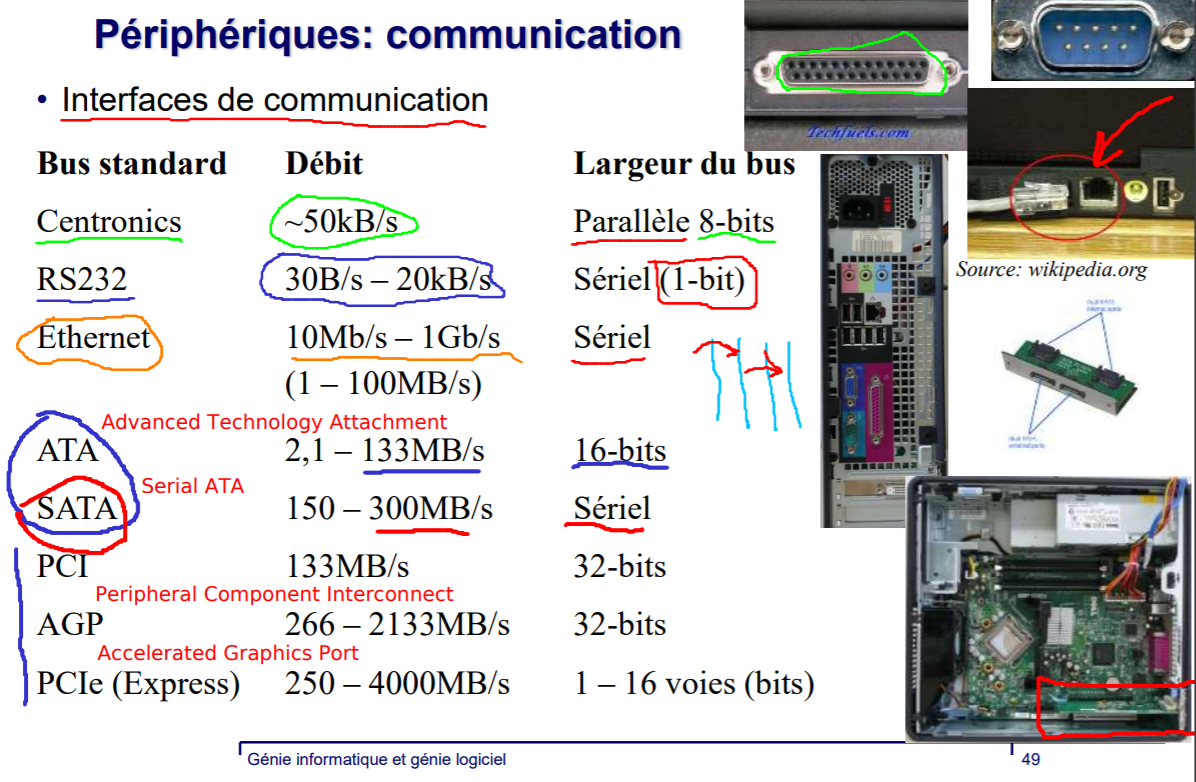 Périphériques: communication
• Interfaces de communication
Techfuels.com
Bus standard Débit Largeur du bus
Centronics ~50kB/s Parallèle 8-bits
RS232 30B/s – 20kB/s Sériel (1-bit)
Source: wikipedia.org
Ethernet 10Mb/s – 1Gb/s Sériel
(1 – 100MB/s)
Advanced Technology Attachment
ATA 2,1 – 133MB/s 16-bits
Serial ATA
SATA 150 – 300MB/s Sériel
PCI 133MB/s 32-bits
Peripheral Component Interconnect
AGP 266 – 2133MB/s 32-bits
Accelerated Graphics Port
PCIe (Express) 250 – 4000MB/s 1 – 16 voies (bits)
Génie informatique et génie logiciel 49